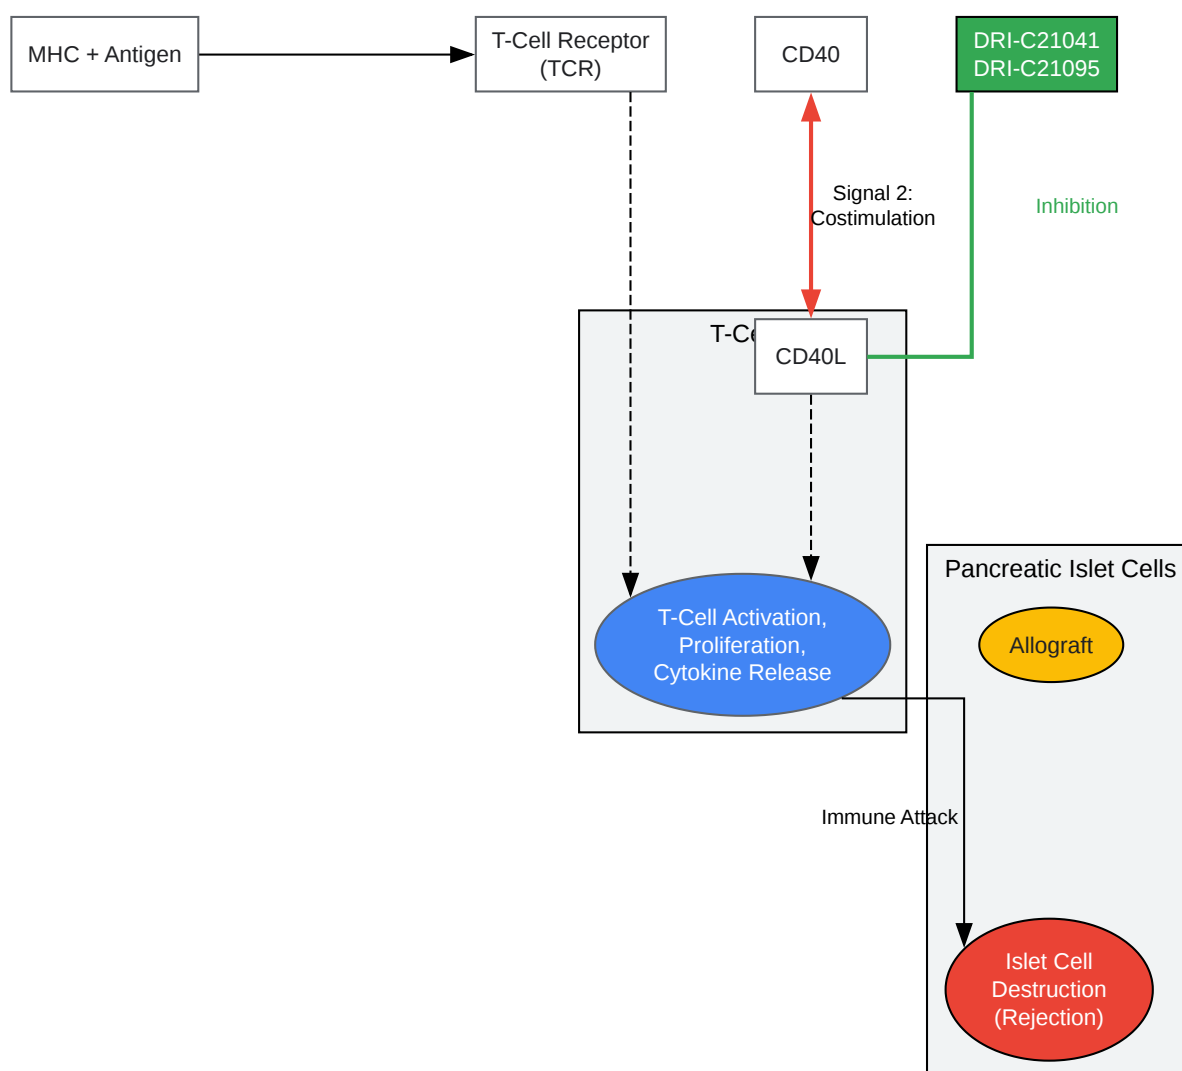 MHC + Antigen
T-Cell Receptor
(TCR)
CD40
DRI-C21041
DRI-C21095
Signal 2:
Costimulation
Inhibition
CD40L
T-Cell Activation,
Proliferation,
Cytokine Release
Pancreatic Islet Cells
Allograft
Immune Attack
Islet Cell
Destruction
(Rejection)